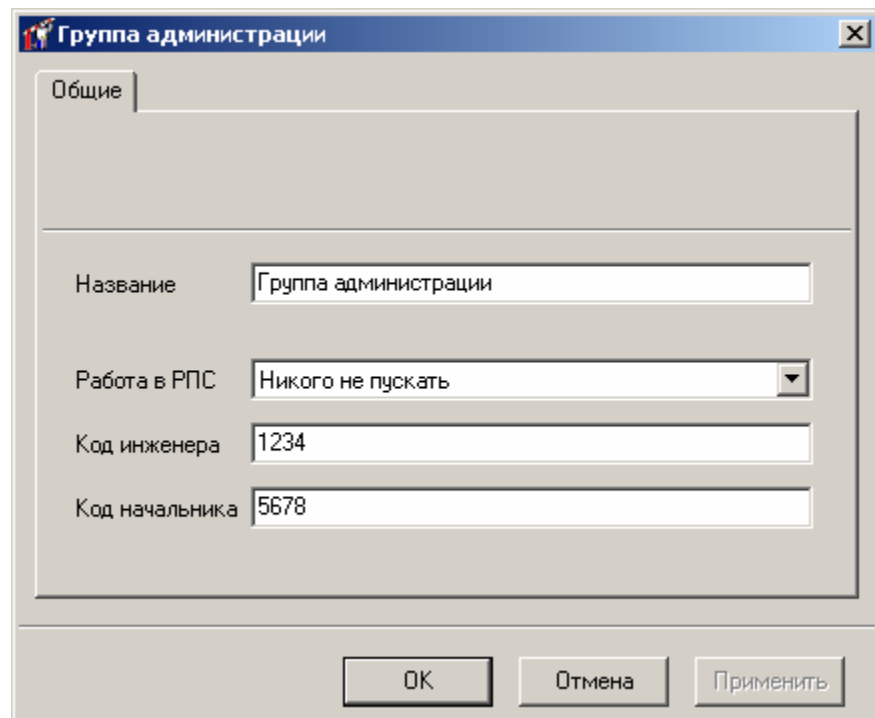 Группа администрации
Общие
Название Группа администрации
Работа в РПС Никого не пускать
Код инженера 1234
Код начальника 5678
OK Отмена Применить